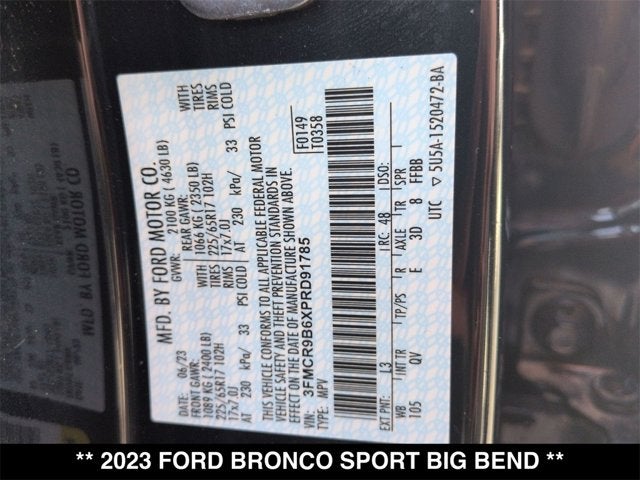 MFD. BY FORD MOTOR CO.
DATE: 06/23
GVWR: 2100 KG ( 4630 LB)
FRONT GAWR: REAR GAWR: WITH
1089 KG ( 2400 LB) 1066 KG ( 2350 LB) TIRES
225/65R17 102H TIRES 225/65R17 102H RIMS
17x7.0J RIMS 17x7.0J
AT 230 kPa/ 33 PSI COLD AT 230 kPa/ 33 PSI COLD
THIS VEHICLE CONFORMS TO ALL APPLICABLE FEDERAL MOTOR
VEHICLE SAFETY AND THEFT PREVENTION STANDARDS IN
EFFECT ON THE DATE OF MANUFACTURE SHOWN ABOVE.
VIN: 3FMCR9B6XPRD91785
TYPE: MPV
F0149
T0358
EXT PNT: L3 RC: 48 DSO:
WB INT TR TP/PS R AXLE TR SPR
105 QV E 3D 8 FFBB
UTC ▽ 5U5A-1520472-BA
WLD BA FORD MOTOR CO
** 2023 FORD BRONCO SPORT BIG BEND **